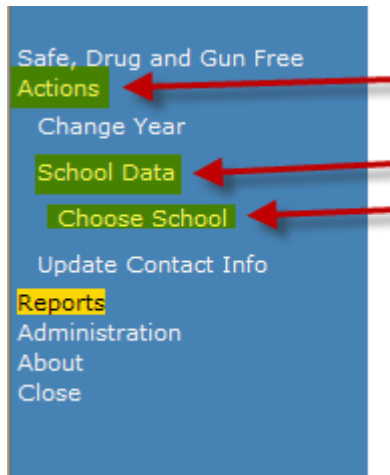 Safe, Drug and Gun Free
Actions
Change Year
School Data
Choose School
Update Contact Info
Reports
Administration
About
Close